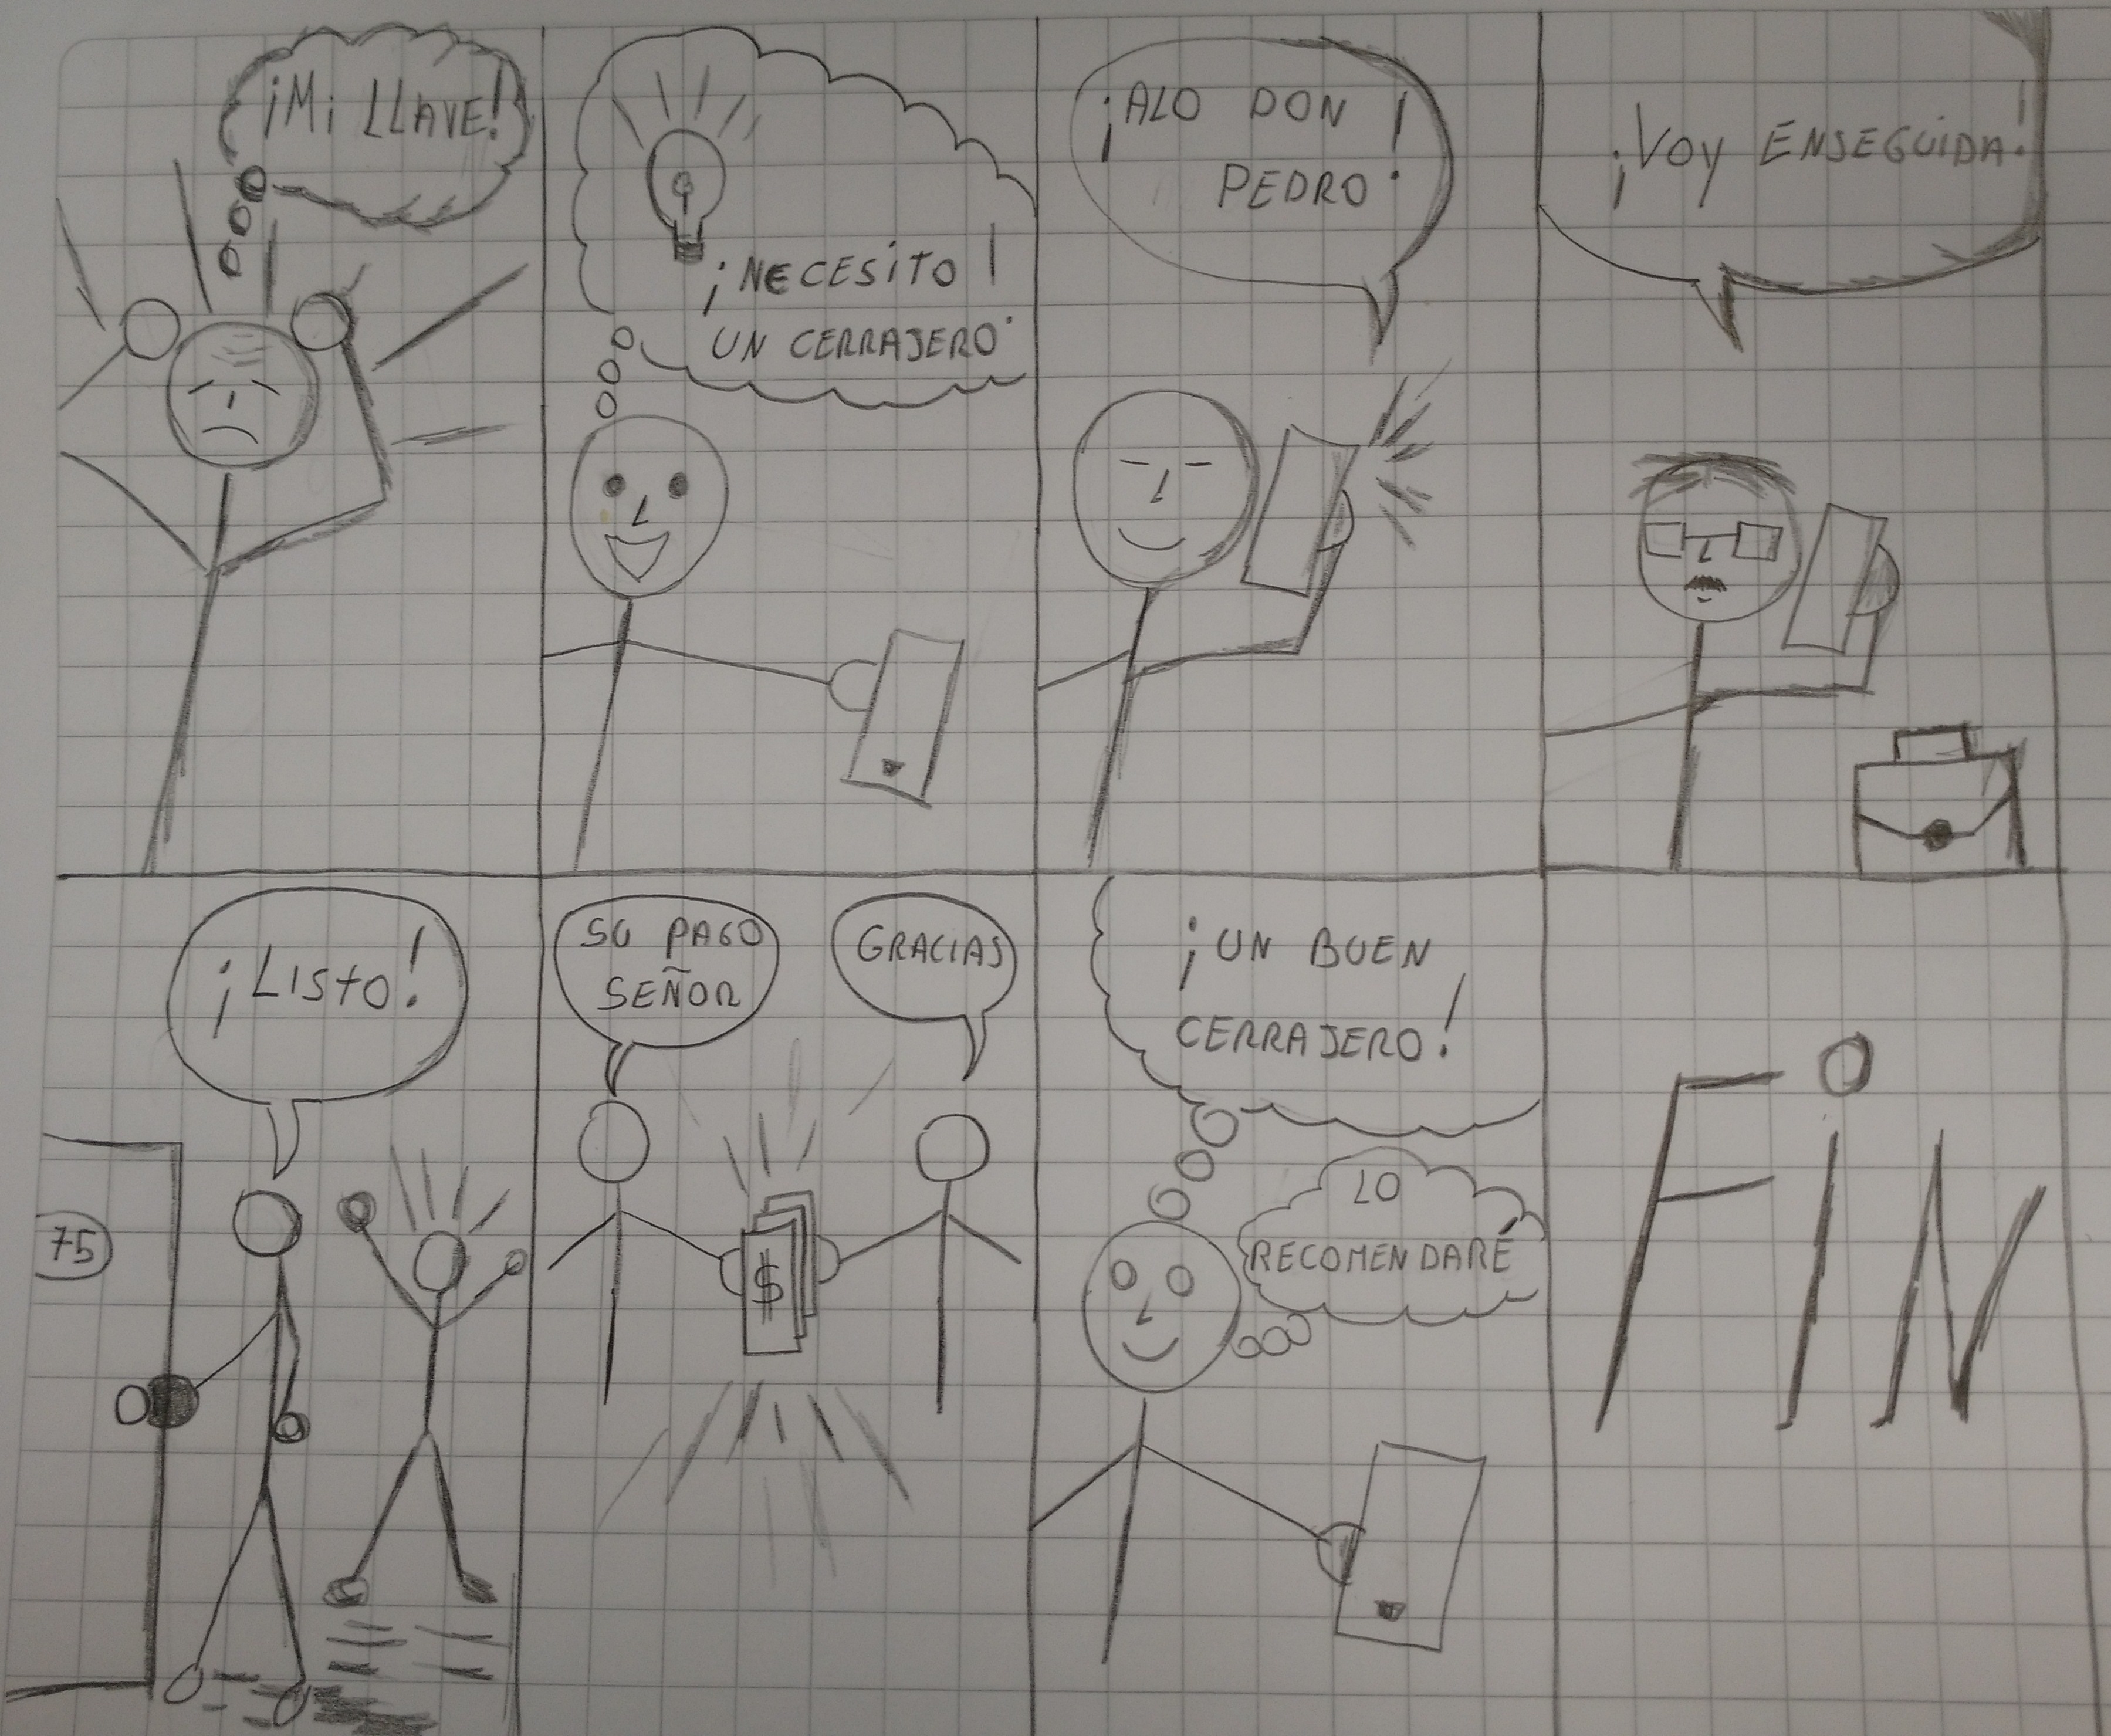 ¡Mi LLAVE!
¡NECESiTO!
UN CERRAJERO
¡ALO DON
PEDRO!
¡Voy ENSEGUiDA!
¡Listo!
75
SU PAGO
SEÑOR
GRACIAS
$
¡UN BUEN
CERRAJERO!
LO
RECOMENDARÉ
FiN